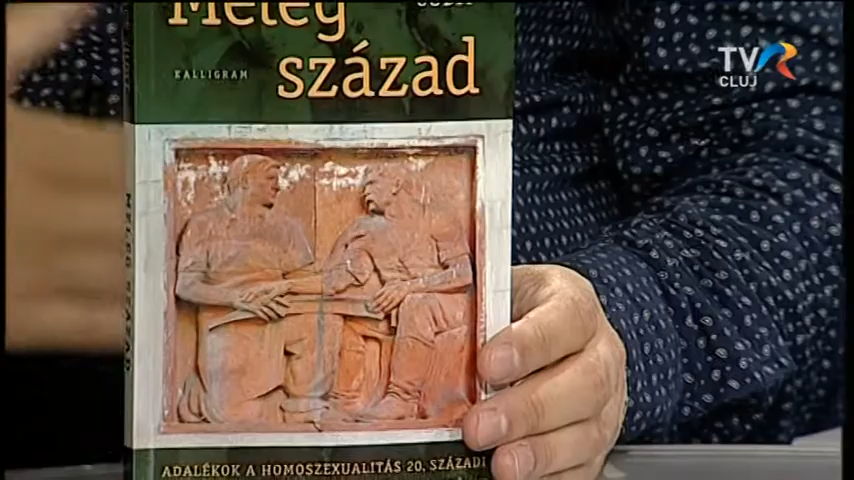 Meleg
század
KALLIGRAM
MELEG SZÁZAD
ADALÉKOK A HOMOSZEXUALITÁS 20. SZÁZADI
TVR
CLUJ